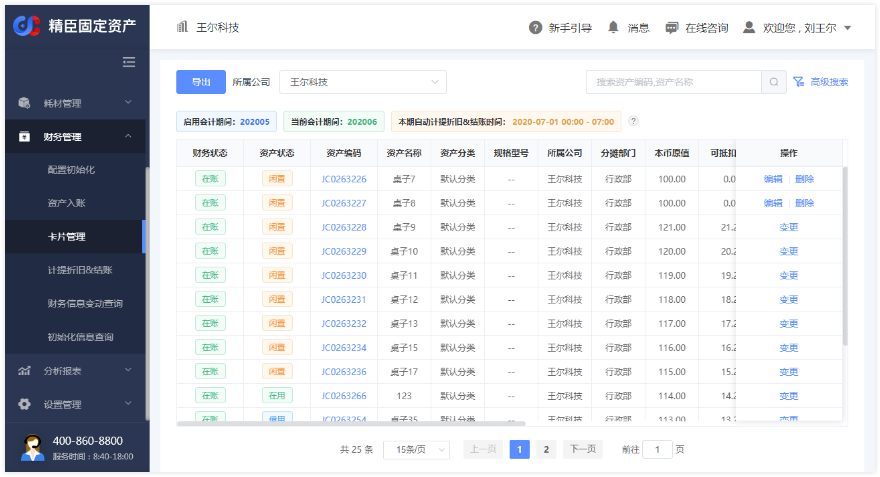 精臣固定资产
王尔科技
新手引导
消息
在线咨询
欢迎您 , 刘王尔
耗材管理
财务管理
配置初始化
资产入账
卡片管理
计提折旧&结账
财务信息变动查询
初始化信息查询
分析报表
设置管理
400-860-8800
服务时间：8:40-18:00
导出 所属公司 王尔科技 搜索资产编码,资产名称 高级搜索
启用会计期间：202005 当前会计期间：202006 本期自动计提折旧&结账时间：2020-07-01 00:00 - 07:00 ?
财务状态 资产状态 资产编码 资产名称 资产分类 规格型号 所属公司 分摊部门 本币原值 可抵扣 操作
在账 闲置 JC0263226 桌子7 默认分类 -- 王尔科技 行政部 100.00 0.0 编辑 | 删除
在账 闲置 JC0263227 桌子8 默认分类 -- 王尔科技 行政部 100.00 0.0 编辑 | 删除
在账 闲置 JC0263228 桌子9 默认分类 -- 王尔科技 行政部 121.00 21.2 变更
在账 闲置 JC0263229 桌子10 默认分类 -- 王尔科技 行政部 120.00 20.2 变更
在账 闲置 JC0263230 桌子11 默认分类 -- 王尔科技 行政部 119.00 19.2 变更
在账 闲置 JC0263231 桌子12 默认分类 -- 王尔科技 行政部 118.00 18.2 变更
在账 闲置 JC0263232 桌子13 默认分类 -- 王尔科技 行政部 117.00 17.2 变更
在账 闲置 JC0263234 桌子15 默认分类 -- 王尔科技 行政部 116.00 16.2 变更
在账 闲置 JC0263236 桌子17 默认分类 -- 王尔科技 行政部 115.00 15.2 变更
在账 在用 JC0263266 123 默认分类 -- 王尔科技 行政部 114.00 14.2 变更
在账 借用 JC0263254 桌子35 默认分类 -- 王尔科技 行政部 113.00 13.2 变更
共 25 条 15条/页 上一页 1 2 下一页 前往 1 页